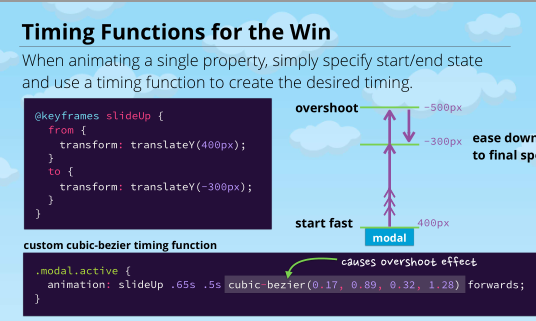 Timing Functions for the Win
When animating a single property, simply specify start/end state
and use a timing function to create the desired timing.
@keyframes slideUp {
from {
transform: translateY(400px);
}
to {
transform: translateY(-300px);
}
}
overshoot
-500px
-300px
ease down
to final
start fast
400px
modal
custom cubic-bezier timing function
causes overshoot effect
.modal.active {
animation: slideUp .65s .5s cubic-bezier(0.17, 0.89, 0.32, 1.28) forwards;
}